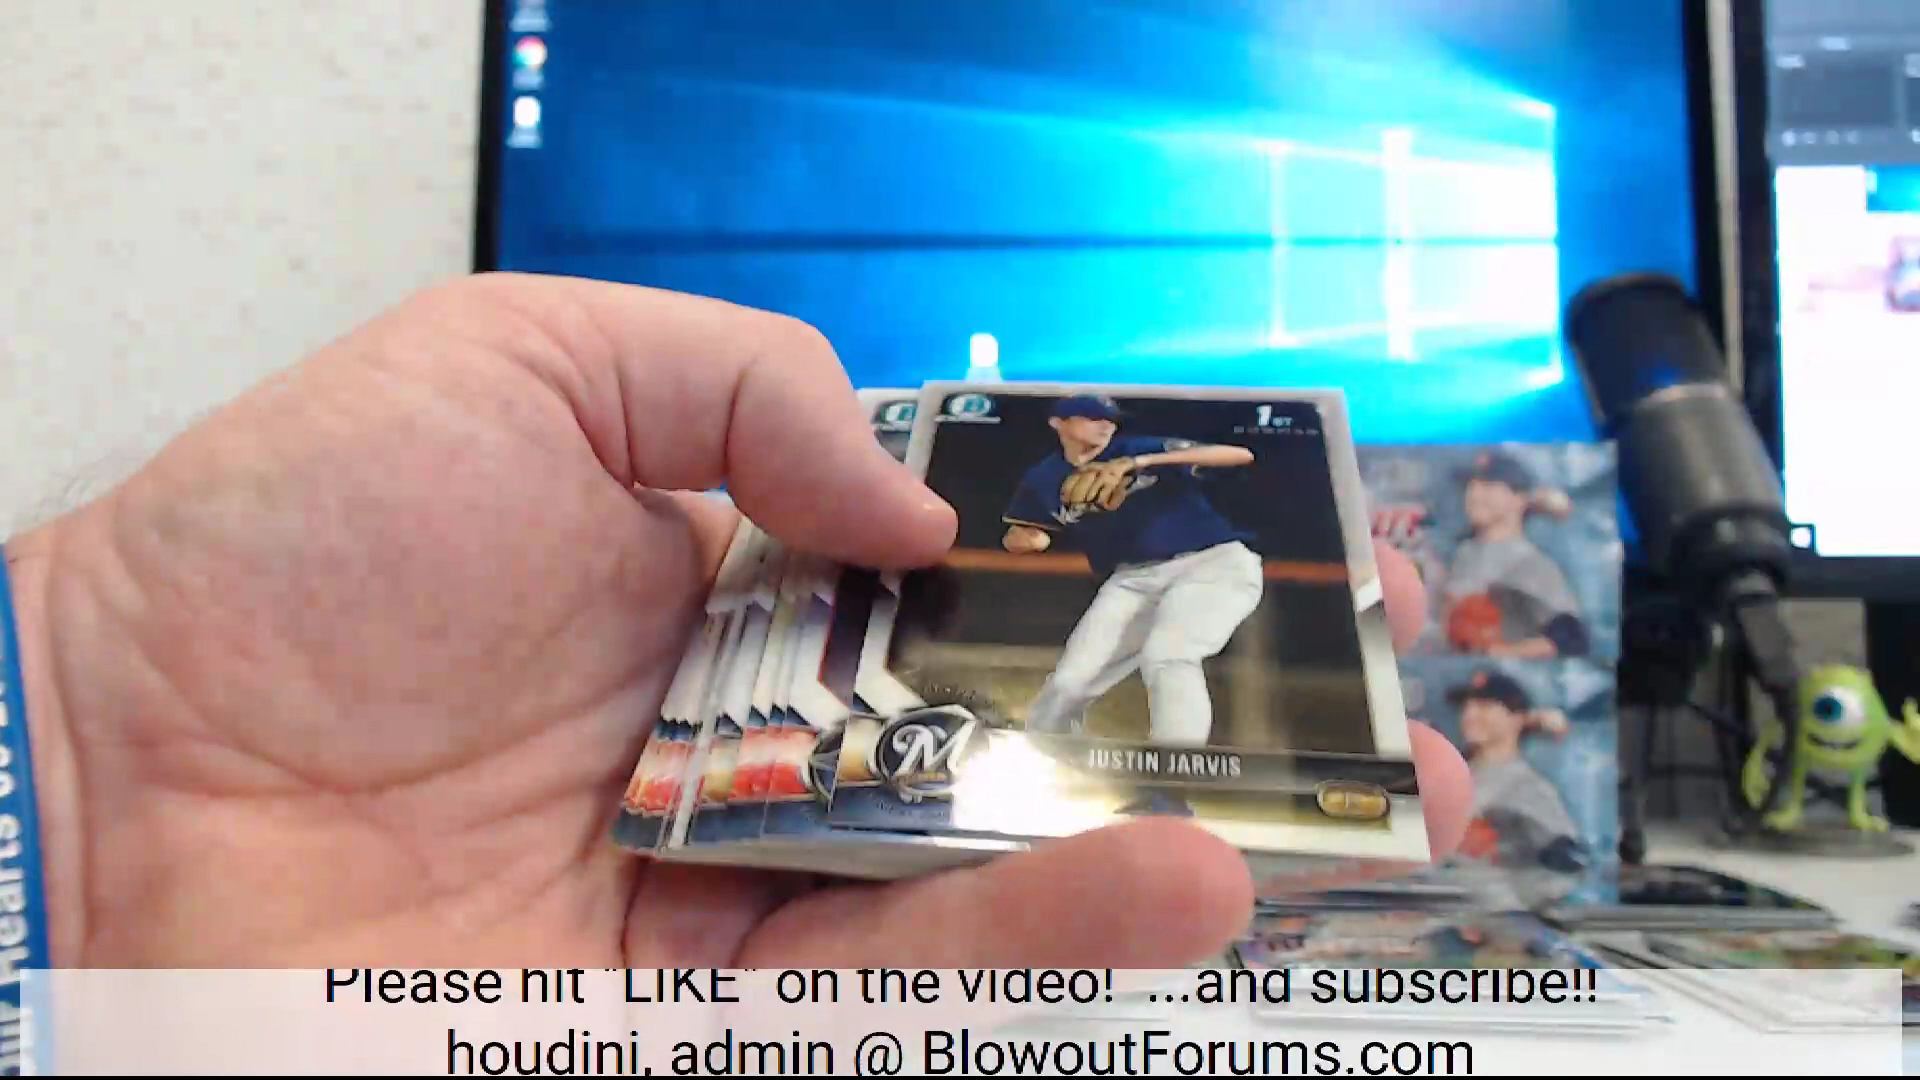 1ST
JUSTIN JARVIS
Please hit "LIKE" on the video! ...and subscribe!!
houdini, admin @ BlowoutForums.com